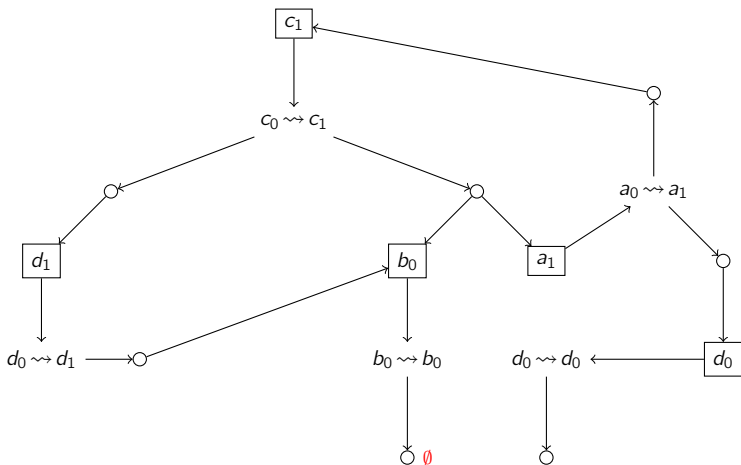 c₁
c₀ ⇝ c₁
a₀ ⇝ a₁
d₁
b₀
a₁
d₀ ⇝ d₁
b₀ ⇝ b₀
d₀ ⇝ d₀
d₀
∅